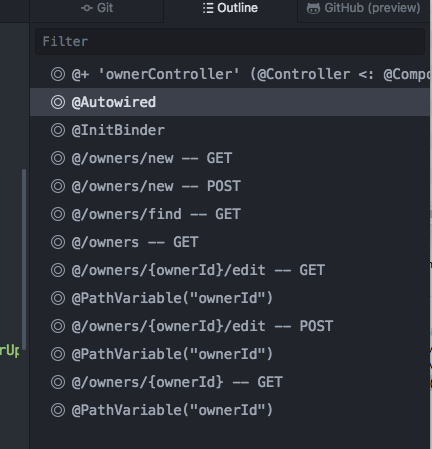 Git
Outline
GitHub (preview)
Filter
@+ 'ownerController' (@Controller <: @Compo
@Autowired
@InitBinder
@/owners/new -- GET
@/owners/new -- POST
@/owners/find -- GET
@/owners -- GET
@/owners/{ownerId}/edit -- GET
@PathVariable("ownerId")
@/owners/{ownerId}/edit -- POST
rUp
@PathVariable("ownerId")
@/owners/{ownerId} -- GET
@PathVariable("ownerId")